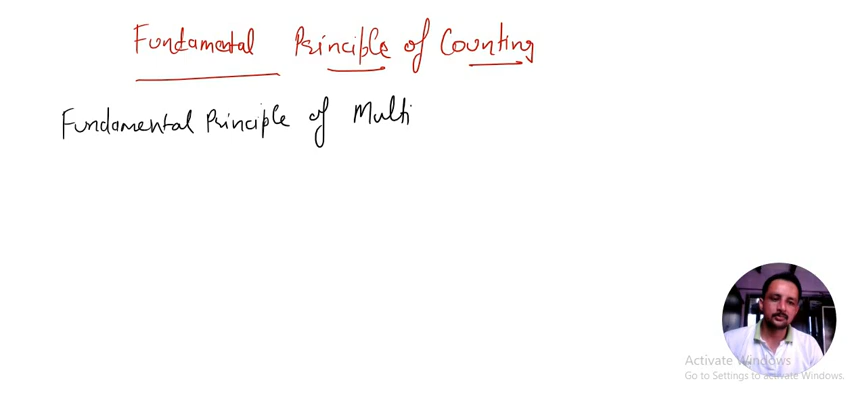 Fundamental Principle of Counting
Fundamental Principle of Multi
Activate Windows
Go to Settings to activate Windows.